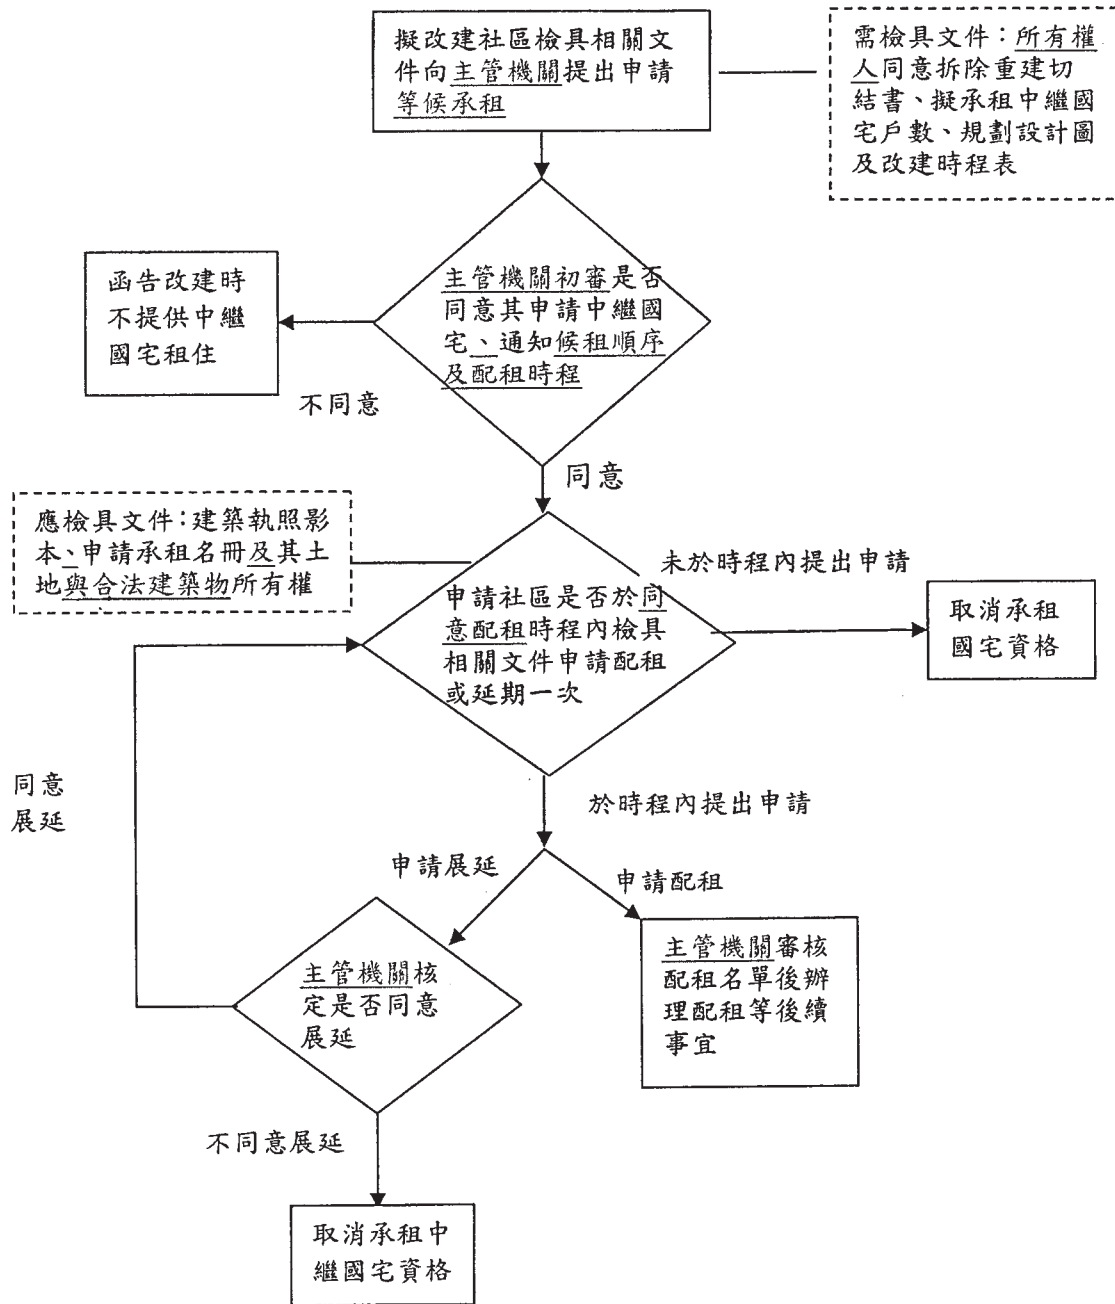 擬改建社區檢具相關文
件向主管機關提出申請
等候承租
需檢具文件：所有權
人同意拆除重建切
結書、擬承租中繼國
宅戶數、規劃設計圖
及改建時程表
主管機關初審是否
同意其申請中繼國
宅、通知候租順序
及配租時程
函告改建時
不提供中繼
國宅租住
不同意
同意
應檢具文件：建築執照影
本、申請承租名冊及其土
地與合法建築物所有權
申請社區是否於同
意配租時程內檢具
相關文件申請配租
或延期一次
未於時程內提出申請
取消承租
國宅資格
同意
展延
於時程內提出申請
申請展延
申請配租
主管機關核
定是否同意
展延
主管機關審核
配租名單後辦
理配租等後續
事宜
不同意展延
取消承租中
繼國宅資格